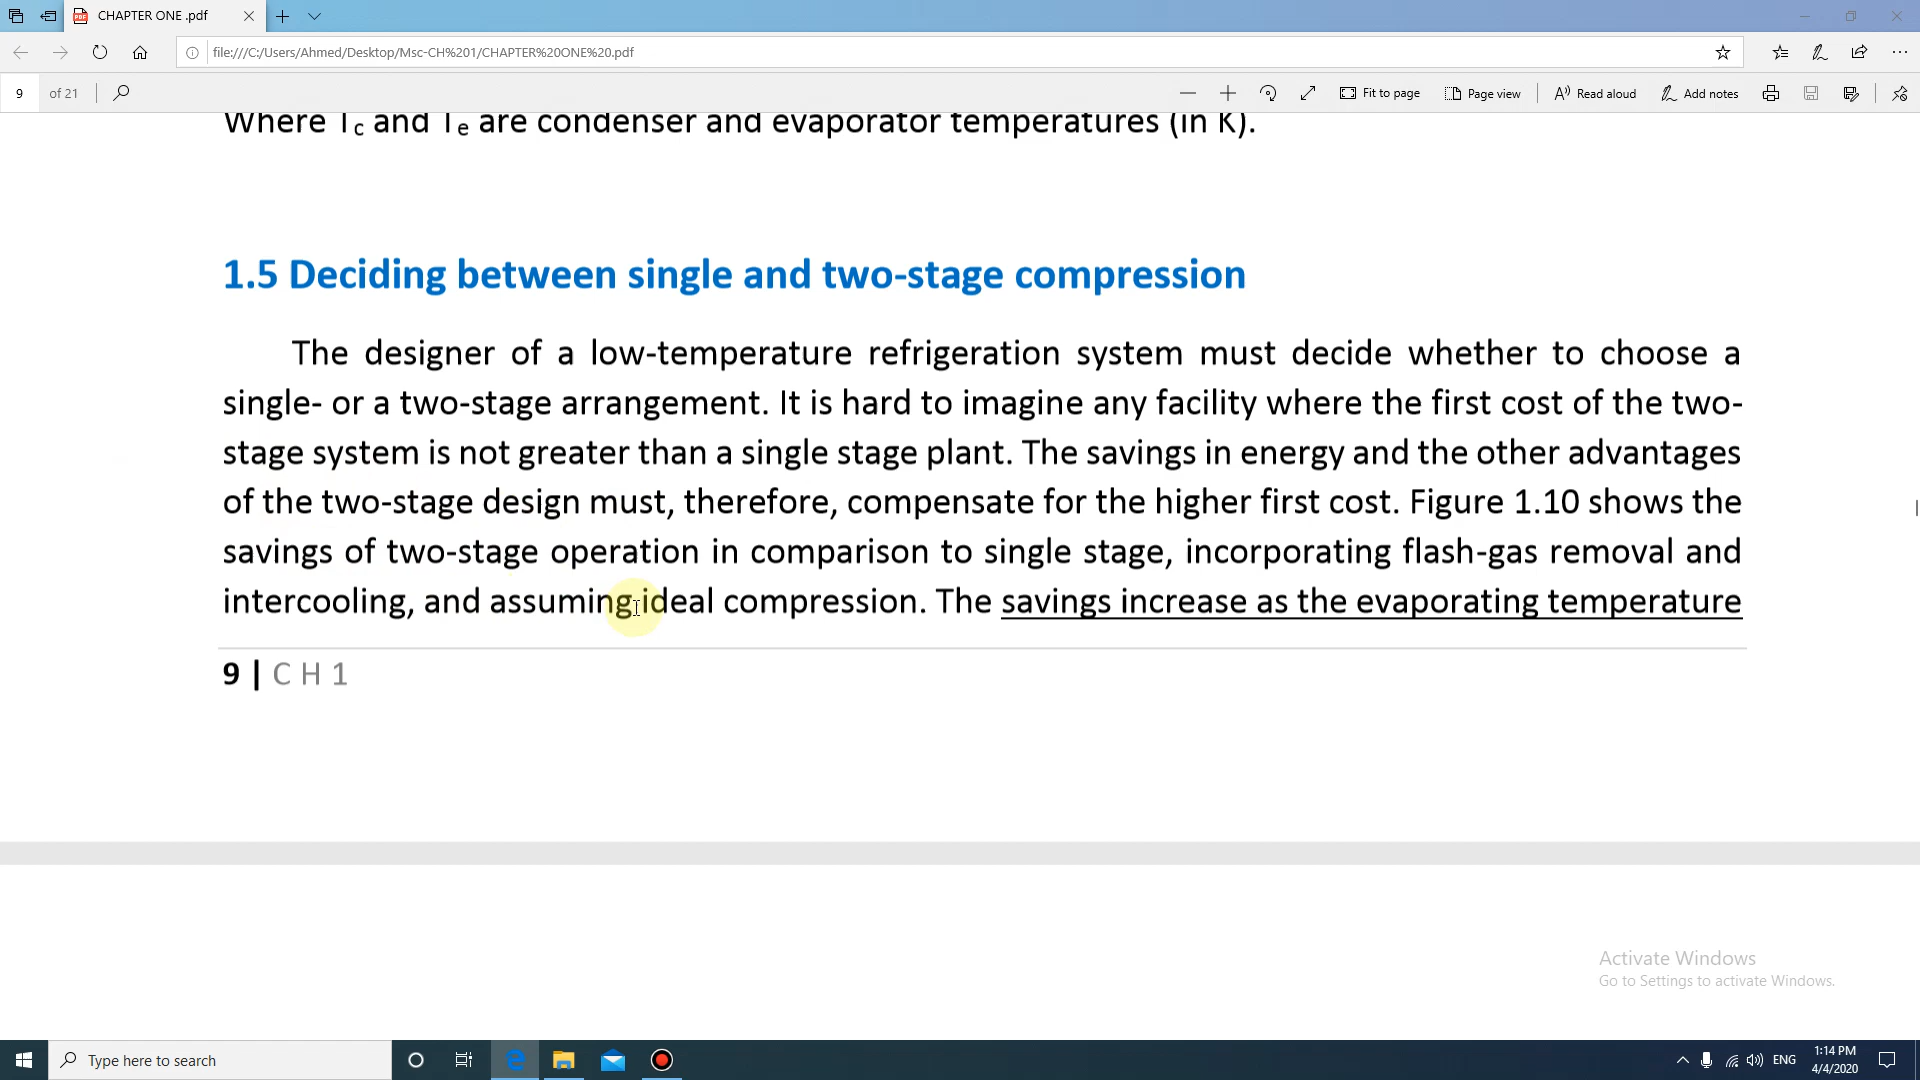 CHAPTER ONE .pdf
file:///C:/Users/Ahmed/Desktop/Msc-CH%201/CHAPTER%20ONE%20.pdf
9 of 21 Fit to page Page view Read aloud Add notes
Where Tc and Te are condenser and evaporator temperatures (in K).
1.5 Deciding between single and two-stage compression
The designer of a low-temperature refrigeration system must decide whether to choose a
single- or a two-stage arrangement. It is hard to imagine any facility where the first cost of the two-
stage system is not greater than a single stage plant. The savings in energy and the other advantages
of the two-stage design must, therefore, compensate for the higher first cost. Figure 1.10 shows the
savings of two-stage operation in comparison to single stage, incorporating flash-gas removal and
intercooling, and assuming ideal compression. The savings increase as the evaporating temperature
9 | C H 1
Activate Windows
Go to Settings to activate Windows.
Type here to search
ENG
1:14 PM
4/4/2020